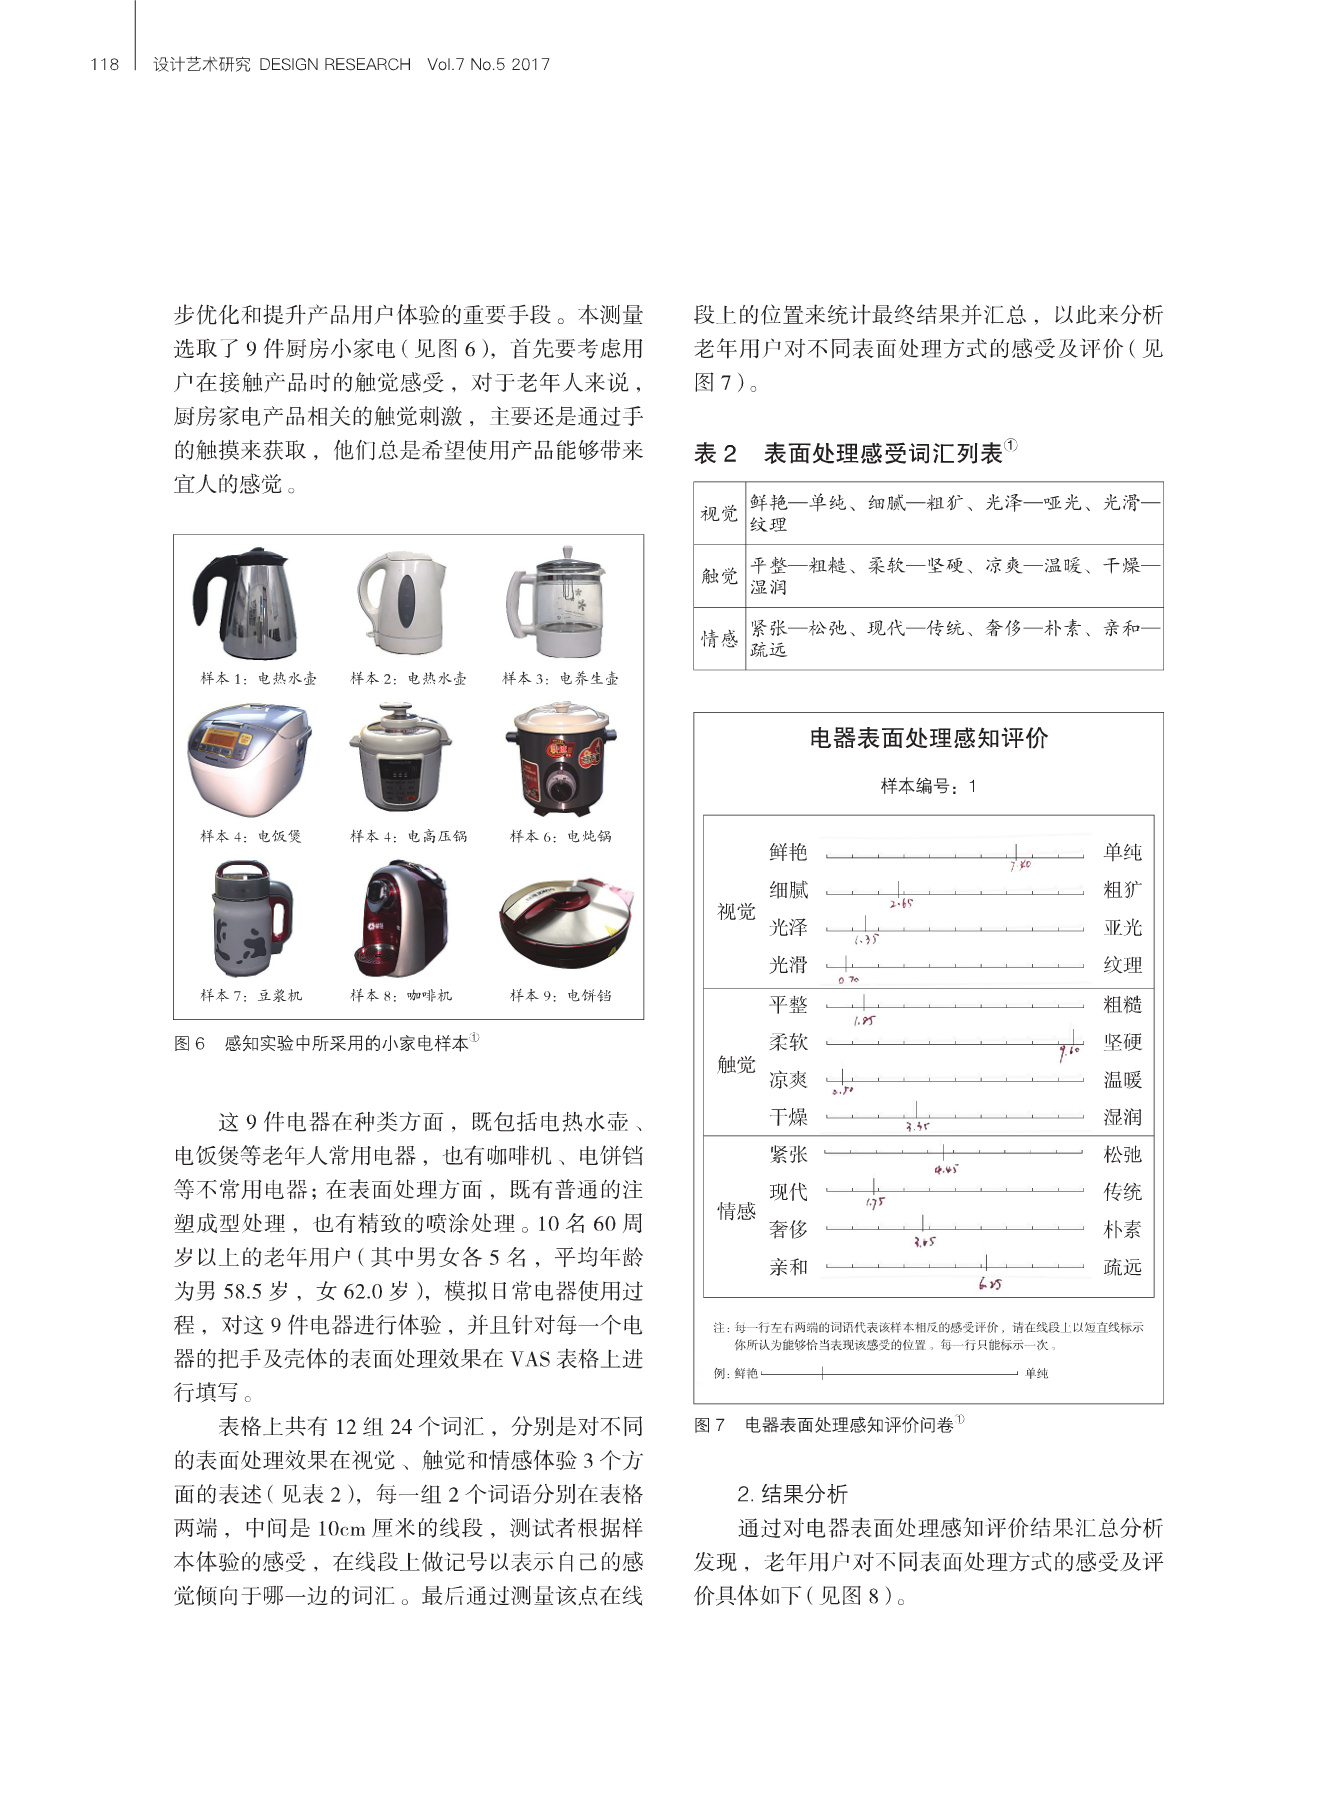 118 设计艺术研究 DESIGN RESEARCH Vol.7 No.5 2017
步优化和提升产品用户体验的重要手段。本测量
选取了 9 件厨房小家电(见图 6),首先要考虑用
户在接触产品时的触觉感受,对于老年人来说,
厨房家电产品相关的触觉刺激,主要还是通过手
的触摸来获取,他们总是希望使用产品能够带来
宜人的感觉。
样本 1:电热水壶 样本 2:电热水壶 样本 3:电养生壶
样本 4:电饭煲 样本 4:电高压锅 样本 6:电炖锅
样本 7:豆浆机 样本 8:咖啡机 样本 9:电饼铛
图 6 感知实验中所采用的小家电样本①
这 9 件电器在种类方面,既包括电热水壶、
电饭煲等老年人常用电器,也有咖啡机、电饼铛
等不常用电器;在表面处理方面,既有普通的注
塑成型处理,也有精致的喷涂处理。10 名 60 周
岁以上的老年用户(其中男女各 5 名,平均年龄
为男 58.5 岁,女 62.0 岁),模拟日常电器使用过
程,对这 9 件电器进行体验,并且针对每一个电
器的把手及壳体的表面处理效果在 VAS 表格上进
行填写。
表格上共有 12 组 24 个词汇,分别是对不同
的表面处理效果在视觉、触觉和情感体验 3 个方
面的表述(见表 2),每一组 2 个词语分别在表格
两端,中间是 10cm 厘米的线段,测试者根据样
本体验的感受,在线段上做记号以表示自己的感
觉倾向于哪一边的词汇。最后通过测量该点在线
段上的位置来统计最终结果并汇总,以此来分析
老年用户对不同表面处理方式的感受及评价(见
图 7)。
表 2 表面处理感受词汇列表①
视觉 鲜艳—单纯、细腻—粗犷、光泽—哑光、光滑—
纹理
触觉 平整—粗糙、柔软—坚硬、凉爽—温暖、干燥—
湿润
情感 紧张—松弛、现代—传统、奢侈—朴素、亲和—
疏远
电器表面处理感知评价
样本编号:1
视觉
鲜艳 7.40 单纯
细腻 2.65 粗犷
光泽 1.35 亚光
光滑 0.70 纹理
触觉
平整 粗糙
柔软 9.60 坚硬
凉爽 温暖
干燥 3.35 湿润
情感
紧张 4.45 松弛
现代 1.75 传统
奢侈 朴素
亲和 疏远
注:每一行左右两端的词语代表该样本相反的感受评价,请在线段上以短直线标示
你所认为能够恰当表现该感受的位置。每一行只能标示一次。
例:鲜艳 单纯
图 7 电器表面处理感知评价问卷①
2. 结果分析
通过对电器表面处理感知评价结果汇总分析
发现,老年用户对不同表面处理方式的感受及评
价具体如下(见图 8)。